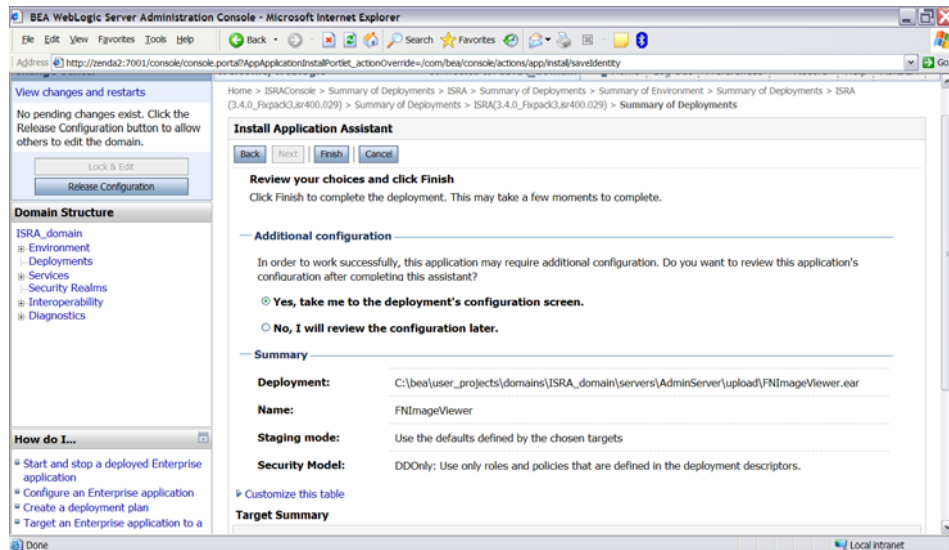 BEA WebLogic Server Administration Console - Microsoft Internet Explorer
File Edit View Favorites Tools Help
Back Search Favorites
Address http://zenda2:7001/console/console.portal?AppApplicationInstallPortlet_actionOverride=/com/bea/console/actions/app/install/saveIdentity Go
View changes and restarts
No pending changes exist. Click the
Release Configuration button to allow
others to edit the domain.
Lock & Edit
Release Configuration
Domain Structure
ISRA_domain
Environment
Deployments
Services
Security Realms
Interoperability
Diagnostics
How do I...
Start and stop a deployed Enterprise
application
Configure an Enterprise application
Create a deployment plan
Target an Enterprise application to a
Home > ISRAConsole > Summary of Deployments > ISRA > Summary of Deployments > Summary of Environment > Summary of Deployments > ISRA
(3.4.0_Fixpack3,isr400.029) > Summary of Deployments > ISRA(3.4.0_Fixpack3,isr400.029) > Summary of Deployments
Install Application Assistant
Back Next Finish Cancel
Review your choices and click Finish
Click Finish to complete the deployment. This may take a few moments to complete.
Additional configuration
In order to work successfully, this application may require additional configuration. Do you want to review this application's
configuration after completing this assistant?
Yes, take me to the deployment's configuration screen.
No, I will review the configuration later.
Summary
Deployment: C:\bea\user_projects\domains\ISRA_domain\servers\AdminServer\upload\FNImageViewer.ear
Name: FNImageViewer
Staging mode: Use the defaults defined by the chosen targets
Security Model: DDOnly: Use only roles and policies that are defined in the deployment descriptors.
Customize this table
Target Summary
Done
Local intranet